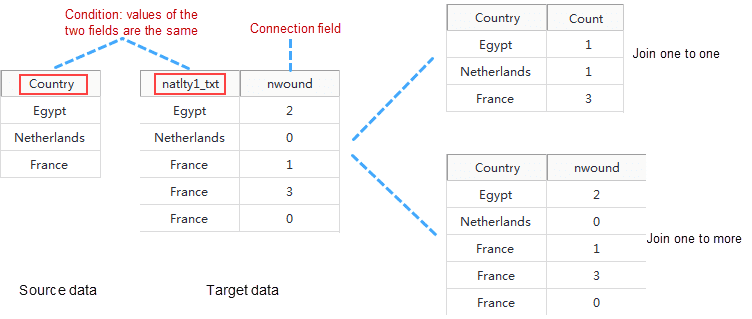 Condition: values of the
two fields are the same
Connection field
Country
Egypt
Netherlands
France
natlty1_txt nwound
Egypt 2
Netherlands 0
France 1
France 3
France 0
Source data
Target data
Country Count
Egypt 1
Netherlands 1
France 3
Join one to one
Country nwound
Egypt 2
Netherlands 0
France 1
France 3
France 0
Join one to more